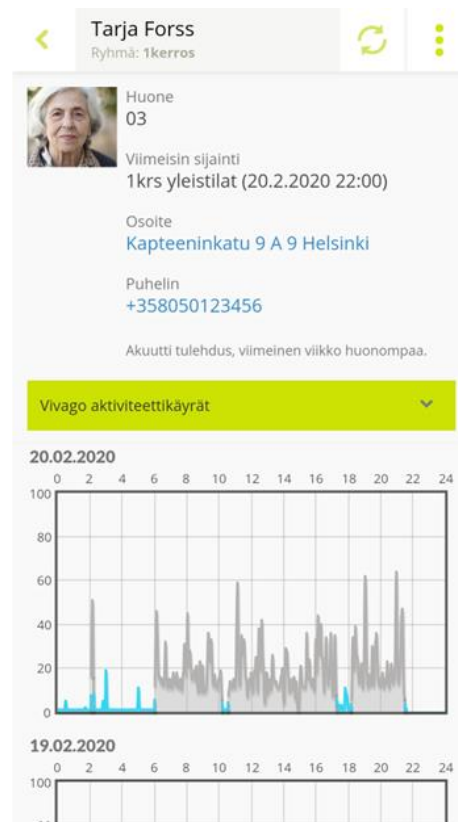 Tarja Forss
Ryhmä: 1kerros
Huone
03
Viimeisin sijainti
1krs yleistilat (20.2.2020 22:00)
Osoite
Kapteeninkatu 9 A 9 Helsinki
Puhelin
+358050123456
Akuutti tulehdus, viimeinen viikko huonompaa.
Vivago aktiviteettikäyrät
20.02.2020
0 2 4 6 8 10 12 14 16 18 20 22 24
100
80
60
40
20
0
19.02.2020
0 2 4 6 8 10 12 14 16 18 20 22 24
100